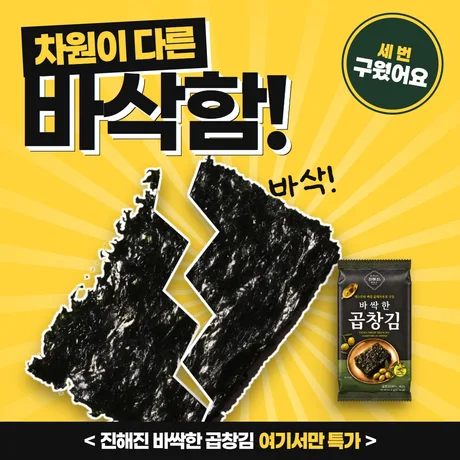 차원이 다른
바삭함!
세 번
구웠어요
바삭!
바싹한
곱창김
< 진해진 바싹한 곱창김 여기서만 특가 >